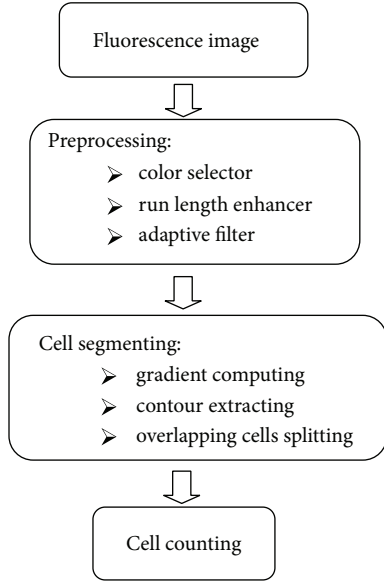 Fluorescence image
Preprocessing:
➢ color selector
➢ run length enhancer
➢ adaptive filter
Cell segmenting:
➢ gradient computing
➢ contour extracting
➢ overlapping cells splitting
Cell counting